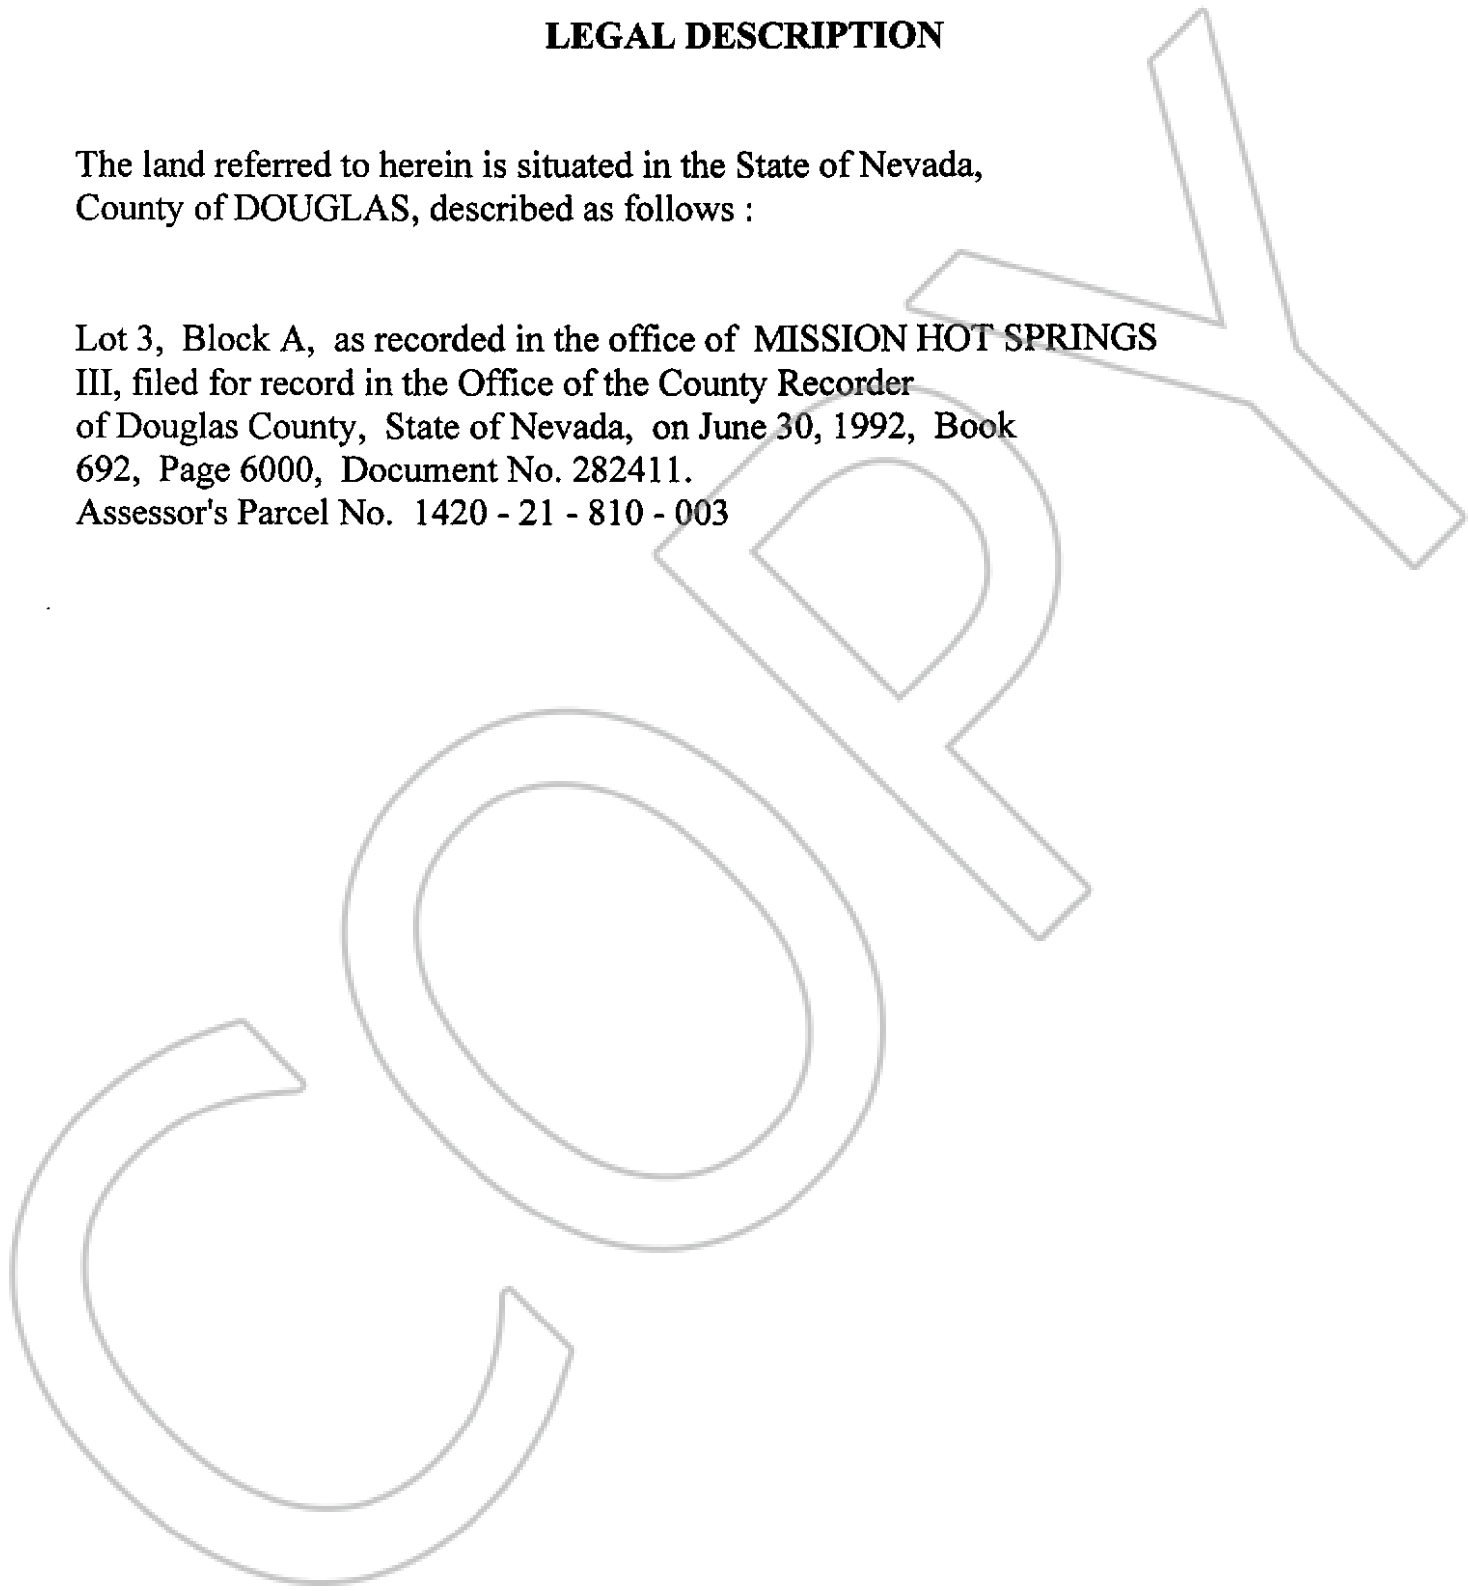 LEGAL DESCRIPTION
The land referred to herein is situated in the State of Nevada,
County of DOUGLAS, described as follows :
Lot 3, Block A, as recorded in the office of MISSION HOT SPRINGS
III, filed for record in the Office of the County Recorder
of Douglas County, State of Nevada, on June 30, 1992, Book
692, Page 6000, Document No. 282411.
Assessor's Parcel No. 1420 - 21 - 810 - 003
COPY